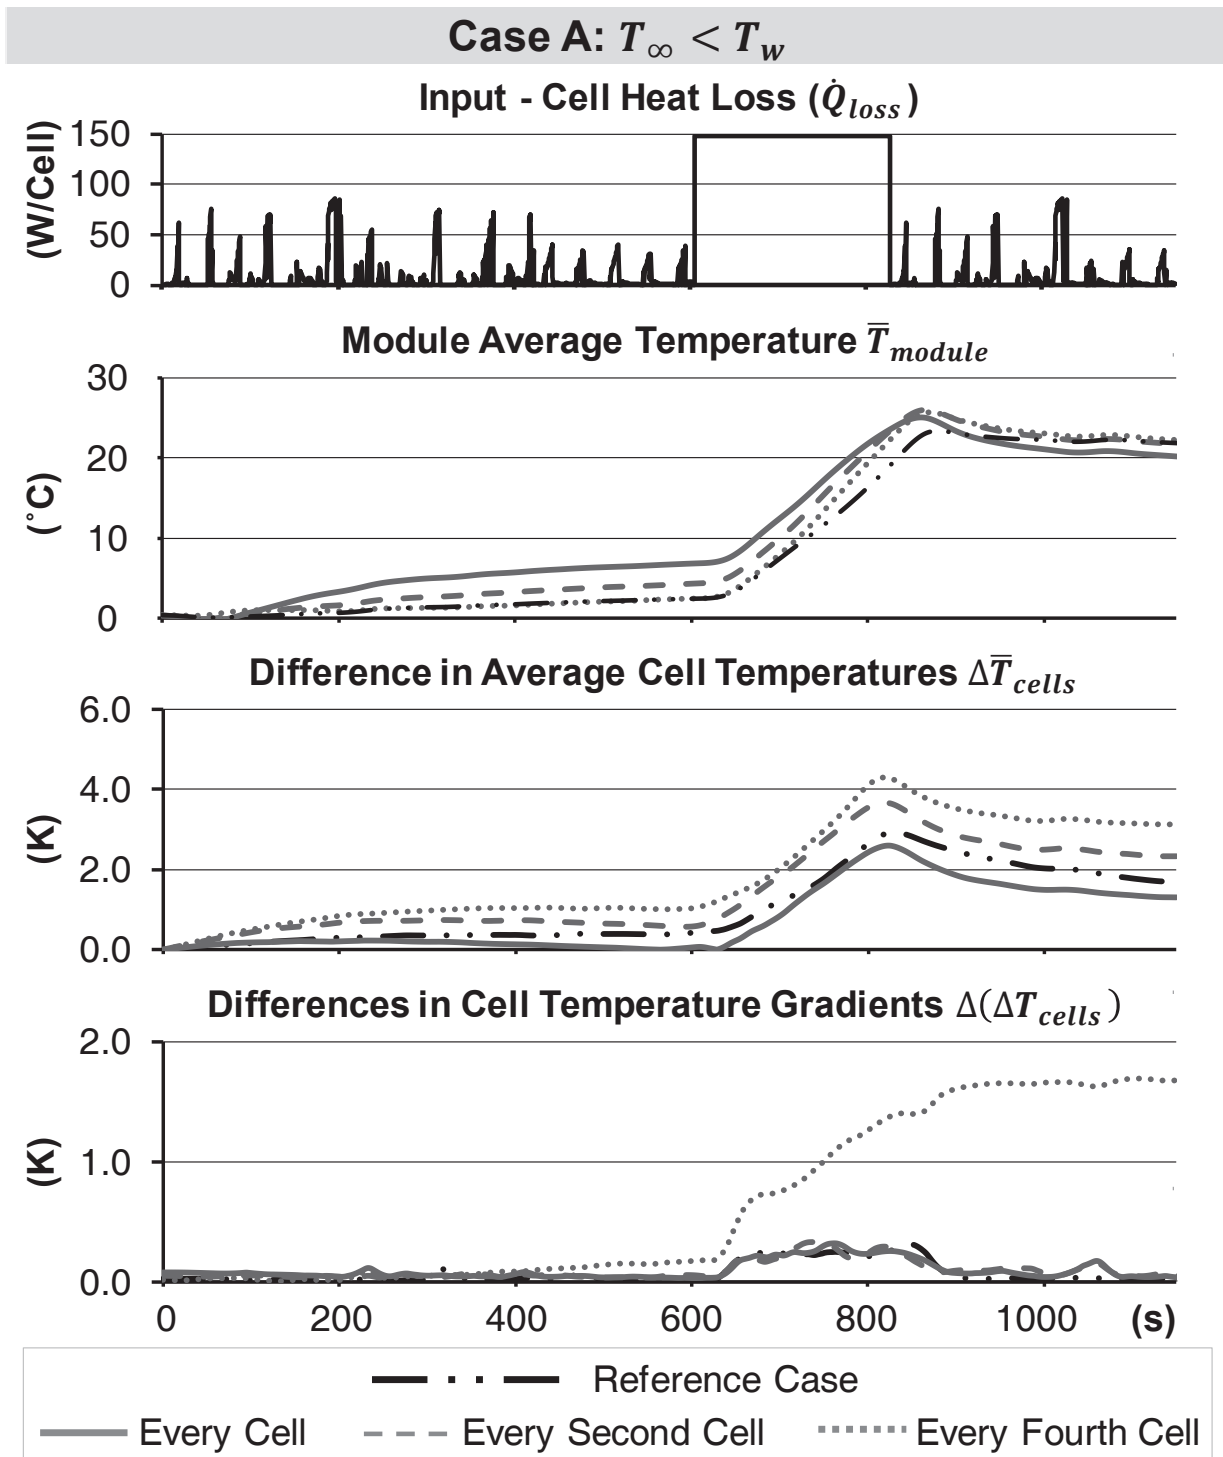 Case A: T∞ < Tw
Input - Cell Heat Loss (Q̇loss)
(W/Cell)
150
100
50
0
Module Average Temperature T̅module
(˚C)
30
20
10
0
Difference in Average Cell Temperatures ΔT̅cells
(K)
6.0
4.0
2.0
0.0
Differences in Cell Temperature Gradients Δ(ΔTcells)
(K)
2.0
1.0
0.0
0 200 400 600 800 1000 (s)
Reference Case
Every Cell Every Second Cell Every Fourth Cell